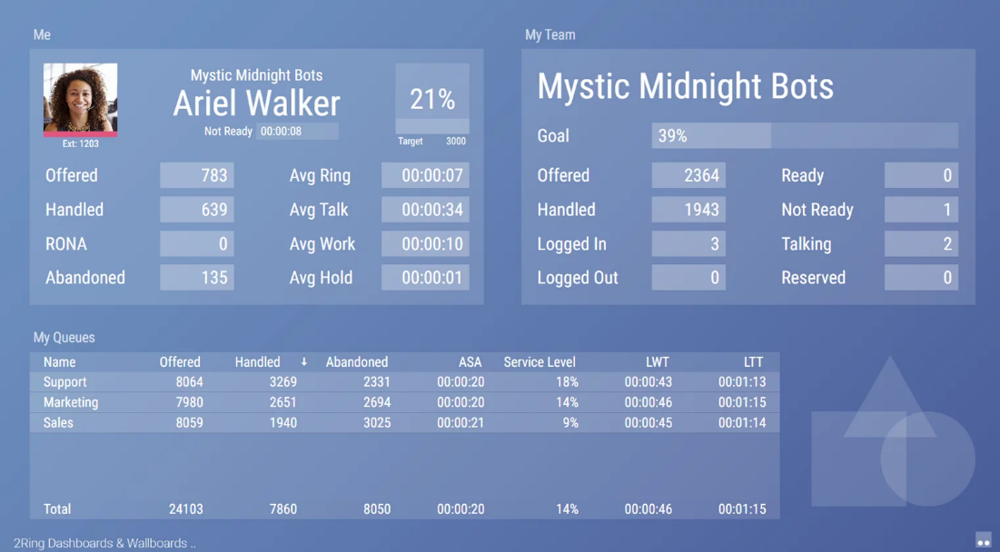 Me
Mystic Midnight Bots
Ariel Walker
Not Ready 00:00:08
Ext: 1203
21%
Target 3000
Offered 783 Avg Ring 00:00:07
Handled 639 Avg Talk 00:00:34
RONA 0 Avg Work 00:00:10
Abandoned 135 Avg Hold 00:00:01
My Team
Mystic Midnight Bots
Goal 39%
Offered 2364 Ready 0
Handled 1943 Not Ready 1
Logged In 3 Talking 2
Logged Out 0 Reserved 0
My Queues
Name Offered Handled ↓ Abandoned ASA Service Level LWT LTT
Support 8064 3269 2331 00:00:20 18% 00:00:43 00:01:13
Marketing 7980 2651 2694 00:00:20 14% 00:00:46 00:01:15
Sales 8059 1940 3025 00:00:21 9% 00:00:45 00:01:14
Total 24103 7860 8050 00:00:20 14% 00:00:46 00:01:15
2Ring Dashboards & Wallboards ..